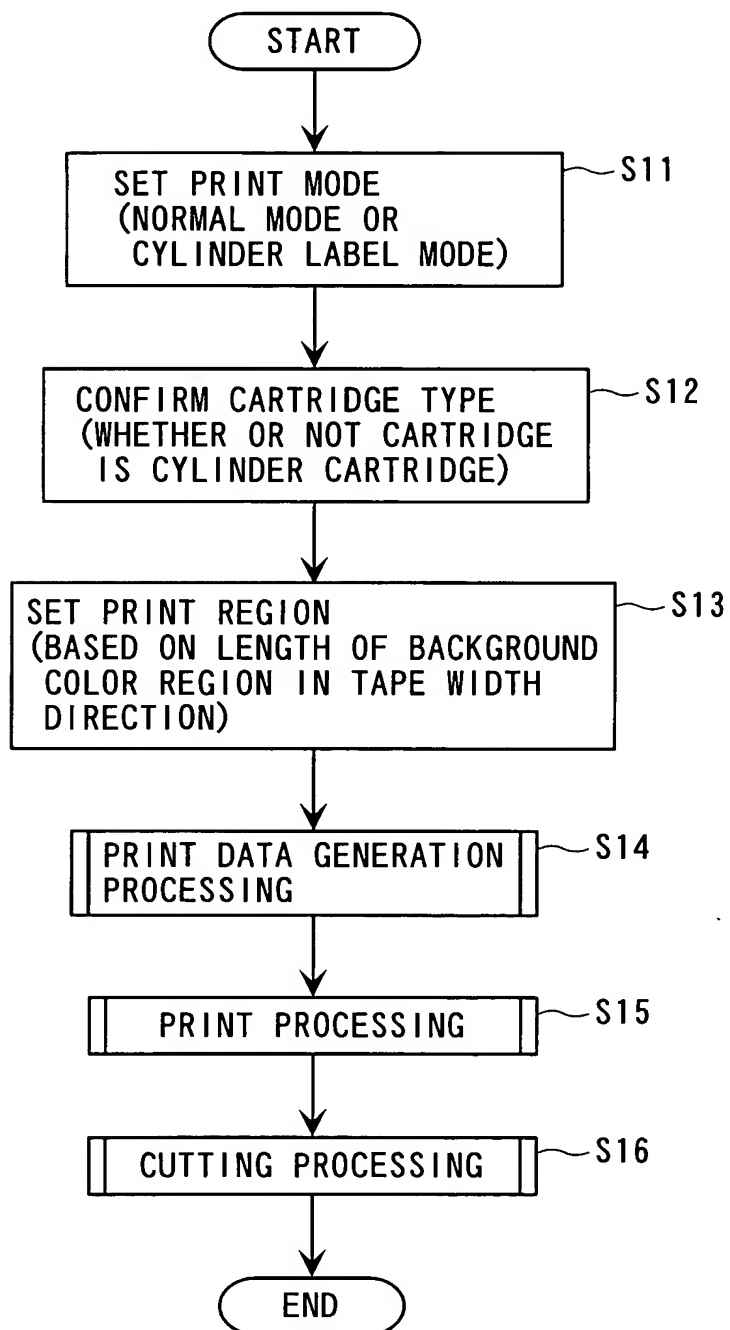 START
S11
SET PRINT MODE
(NORMAL MODE OR
CYLINDER LABEL MODE)
S12
CONFIRM CARTRIDGE TYPE
(WHETHER OR NOT CARTRIDGE
IS CYLINDER CARTRIDGE)
S13
SET PRINT REGION
(BASED ON LENGTH OF BACKGROUND
COLOR REGION IN TAPE WIDTH
DIRECTION)
S14
PRINT DATA GENERATION
PROCESSING
S15
PRINT PROCESSING
S16
CUTTING PROCESSING
END